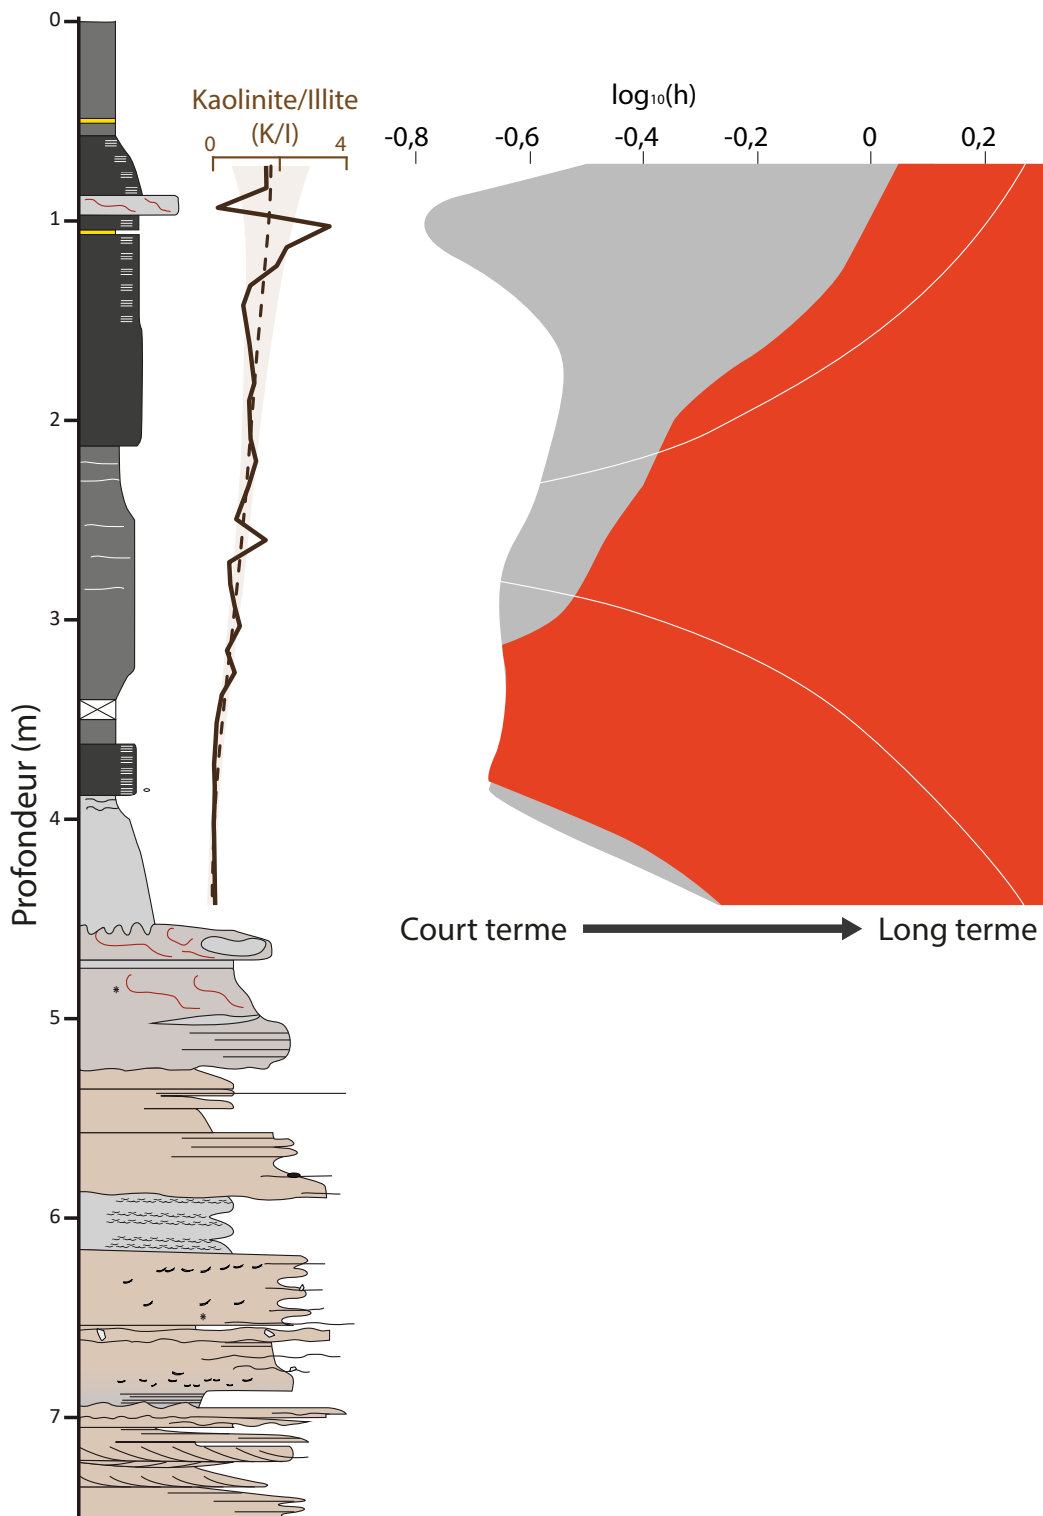 0
Kaolinite/Illite
(K/I)
0 4
log₁₀(h)
-0,8 -0,6 -0,4 -0,2 0 0,2
1
2
3
4
5
6
7
Profondeur (m)
Court terme Long terme